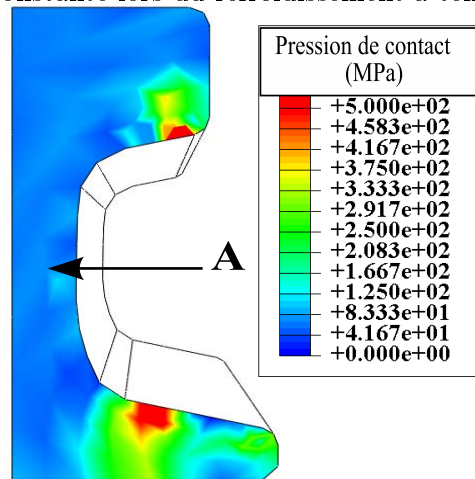 Pression de contact
(MPa)
+5.000e+02
+4.583e+02
+4.167e+02
+3.750e+02
+3.333e+02
+2.917e+02
+2.500e+02
+2.083e+02
+1.667e+02
+1.250e+02
+8.333e+01
+4.167e+01
+0.000e+00
A